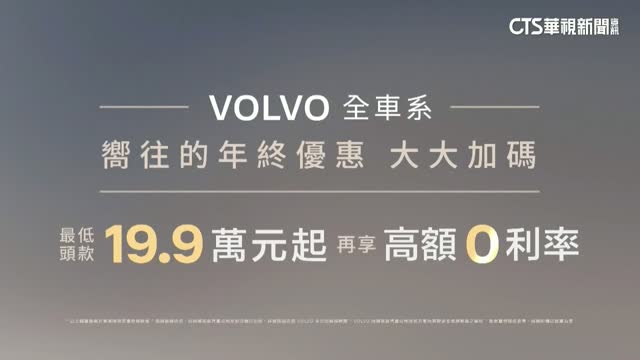 CTS華視新聞資訊
VOLVO 全車系
嚮往的年終優惠 大大加碼
最低頭款 19.9 萬元起 再享 高額 0 利率